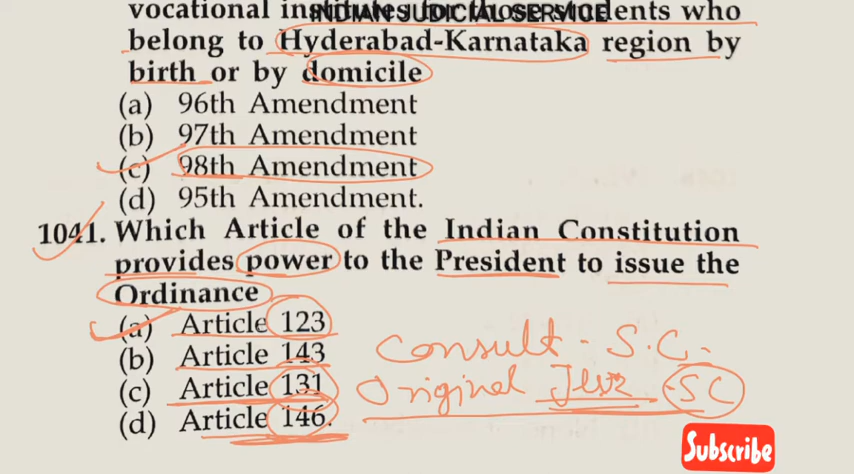 vocational institutes for those students who
INDIAN JUDICIAL SERVICE
belong to Hyderabad-Karnataka region by
birth or by domicile
(a) 96th Amendment
(b) 97th Amendment
(c) 98th Amendment
(d) 95th Amendment.
1041. Which Article of the Indian Constitution
provides power to the President to issue the
Ordinance
(a) Article 123
(b) Article 143 Consult - S.C.
(c) Article 131 Original SC
(d) Article 146.
Subscribe